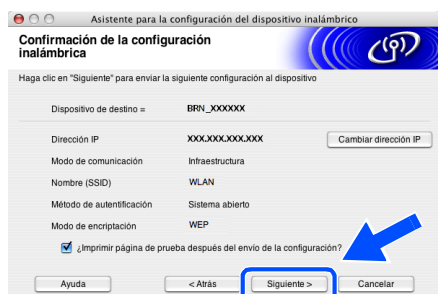 Asistente para la configuración del dispositivo inalámbrico
Confirmación de la configuración
inalámbrica
Haga clic en "Siguiente" para enviar la siguiente configuración al dispositivo
Dispositivo de destino = BRN_XXXXXX
Dirección IP XXX.XXX.XXX.XXX Cambiar dirección IP
Modo de comunicación Infraestructura
Nombre (SSID) WLAN
Método de autentificación Sistema abierto
Modo de encriptación WEP
¿Imprimir página de prueba después del envío de la configuración?
Ayuda < Atrás Siguiente > Cancelar